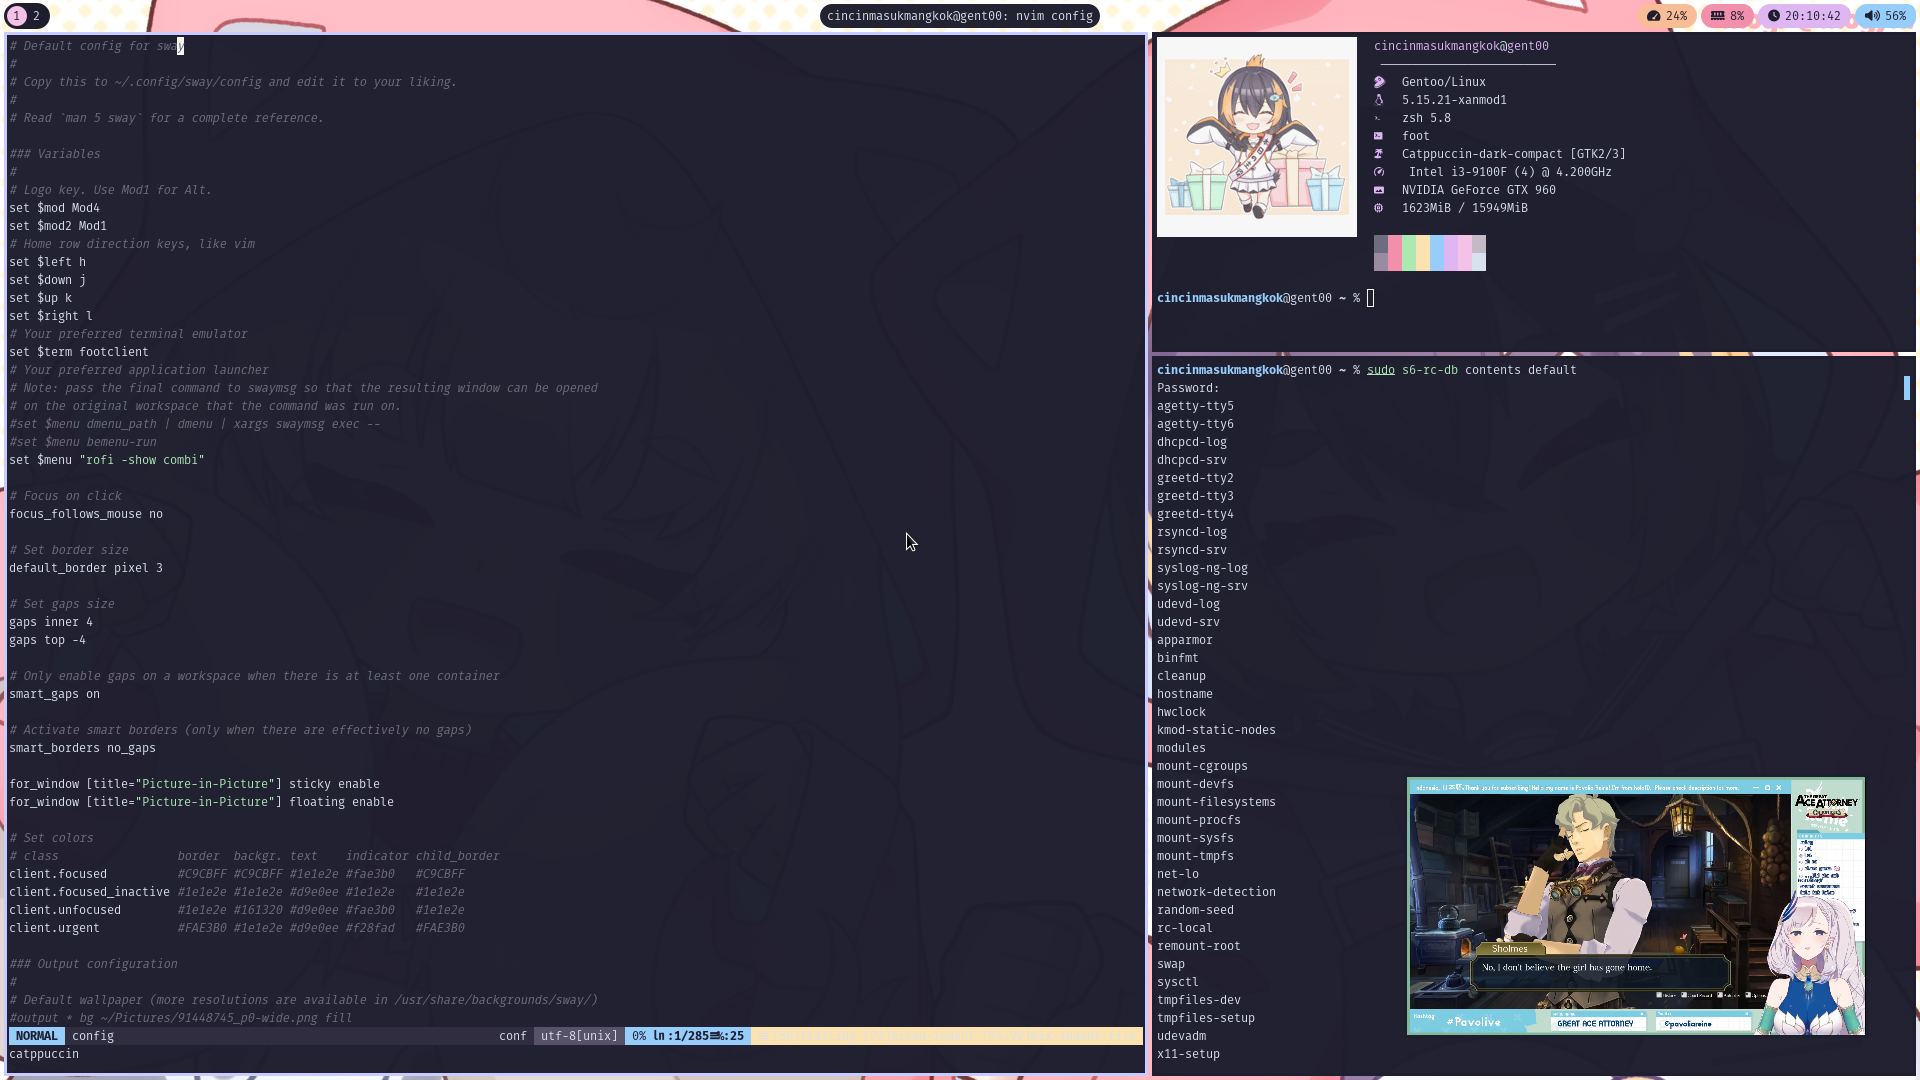 1 2
cincinmasukmangkok@gent00: nvim config
24% 8% 20:10:42 56%
# Default config for sway
#
# Copy this to ~/.config/sway/config and edit it to your liking.
#
# Read `man 5 sway` for a complete reference.
### Variables
#
# Logo key. Use Mod1 for Alt.
set $mod Mod4
set $mod2 Mod1
# Home row direction keys, like vim
set $left h
set $down j
set $up k
set $right l
# Your preferred terminal emulator
set $term footclient
# Your preferred application launcher
# Note: pass the final command to swaymsg so that the resulting window can be opened
# on the original workspace that the command was run on.
#set $menu dmenu_path | dmenu | xargs swaymsg exec --
#set $menu bemenu-run
set $menu "rofi -show combi"
# Focus on click
focus_follows_mouse no
# Set border size
default_border pixel 3
# Set gaps size
gaps inner 4
gaps top -4
# Only enable gaps on a workspace when there is at least one container
smart_gaps on
# Activate smart borders (only when there are effectively no gaps)
smart_borders no_gaps
for_window [title="Picture-in-Picture"] sticky enable
for_window [title="Picture-in-Picture"] floating enable
# Set colors
# class border backgr. text indicator child_border
client.focused #C9CBFF #C9CBFF #1e1e2e #fae3b0 #C9CBFF
client.focused_inactive #1e1e2e #1e1e2e #d9e0ee #1e1e2e #1e1e2e
client.unfocused #1e1e2e #161320 #d9e0ee #fae3b0 #1e1e2e
client.urgent #FAE3B0 #1e1e2e #d9e0ee #f28fad #FAE3B0
### Output configuration
#
# Default wallpaper (more resolutions are available in /usr/share/backgrounds/sway/)
#output * bg ~/Pictures/91448745_p0-wide.png fill
NORMAL config conf utf-8[unix] 0% ln:1/285≡%:25
catppuccin
cincinmasukmangkok@gent00
Gentoo/Linux
5.15.21-xanmod1
zsh 5.8
foot
Catppuccin-dark-compact [GTK2/3]
Intel i3-9100F (4) @ 4.200GHz
NVIDIA GeForce GTX 960
1623MiB / 15949MiB
cincinmasukmangkok@gent00 ~ %
cincinmasukmangkok@gent00 ~ % sudo s6-rc-db contents default
Password:
agetty-tty5
agetty-tty6
dhcpcd-log
dhcpcd-srv
greetd-tty2
greetd-tty3
greetd-tty4
rsyncd-log
rsyncd-srv
syslog-ng-log
syslog-ng-srv
udevd-log
udevd-srv
apparmor
binfmt
cleanup
hostname
hwclock
kmod-static-nodes
modules
mount-cgroups
mount-devfs
mount-filesystems
mount-procfs
mount-sysfs
mount-tmpfs
net-lo
network-detection
random-seed
rc-local
remount-root
swap
sysctl
tmpfiles-dev
tmpfiles-setup
udevadm
x11-setup
Thank you for subscribing! Hello my name is Pavolia Reine! I'm from holoID. Please check description for more.
ACE ATTORNEY
Sholmes
No, I don't believe the girl has gone home.
#Pavolive
GREAT ACE ATTORNEY
@pavoliareine